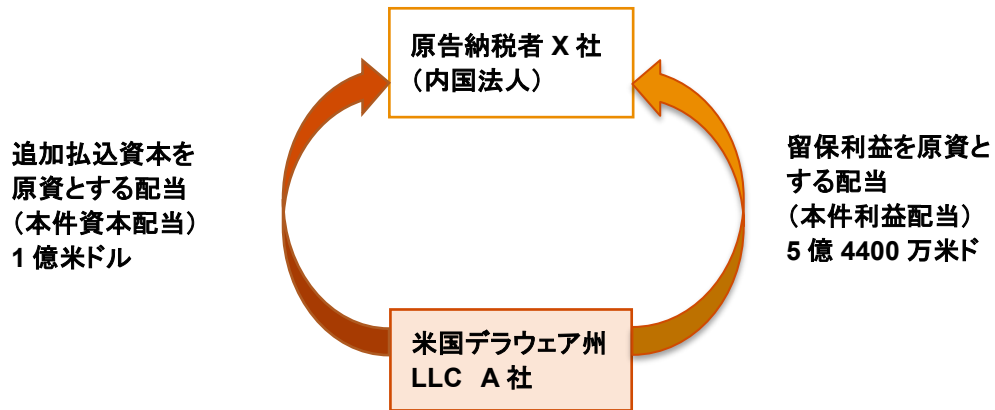 原告納税者 X 社
（内国法人）
追加払込資本を
原資とする配当
（本件資本配当）
1 億米ドル
留保利益を原資と
する配当
（本件利益配当）
5 億 4400 万米ド
米国デラウェア州
LLC A 社